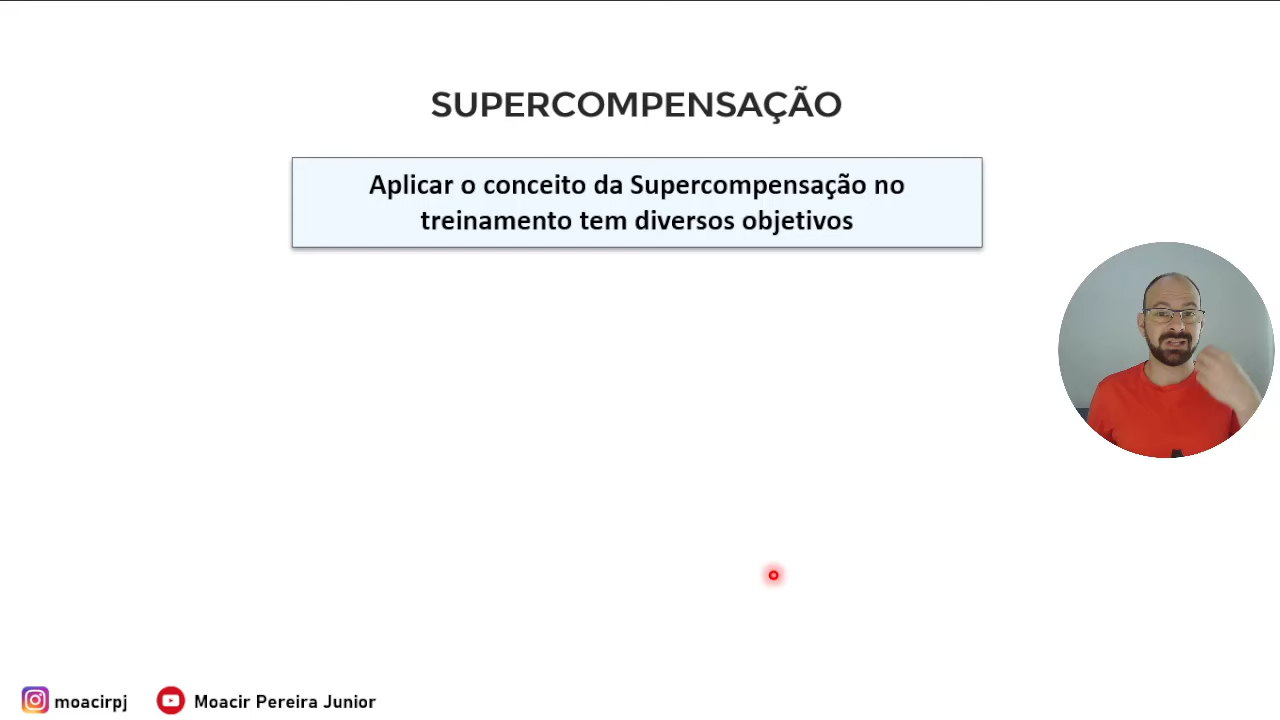 SUPERCOMPENSAÇÃO
Aplicar o conceito da Supercompensação no
treinamento tem diversos objetivos
moacirpj
Moacir Pereira Junior